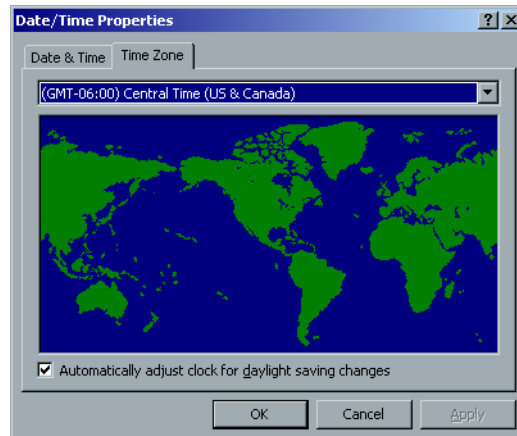 Date/Time Properties
Date & Time Time Zone
(GMT-06:00) Central Time (US & Canada)
Automatically adjust clock for daylight saving changes
OK Cancel Apply